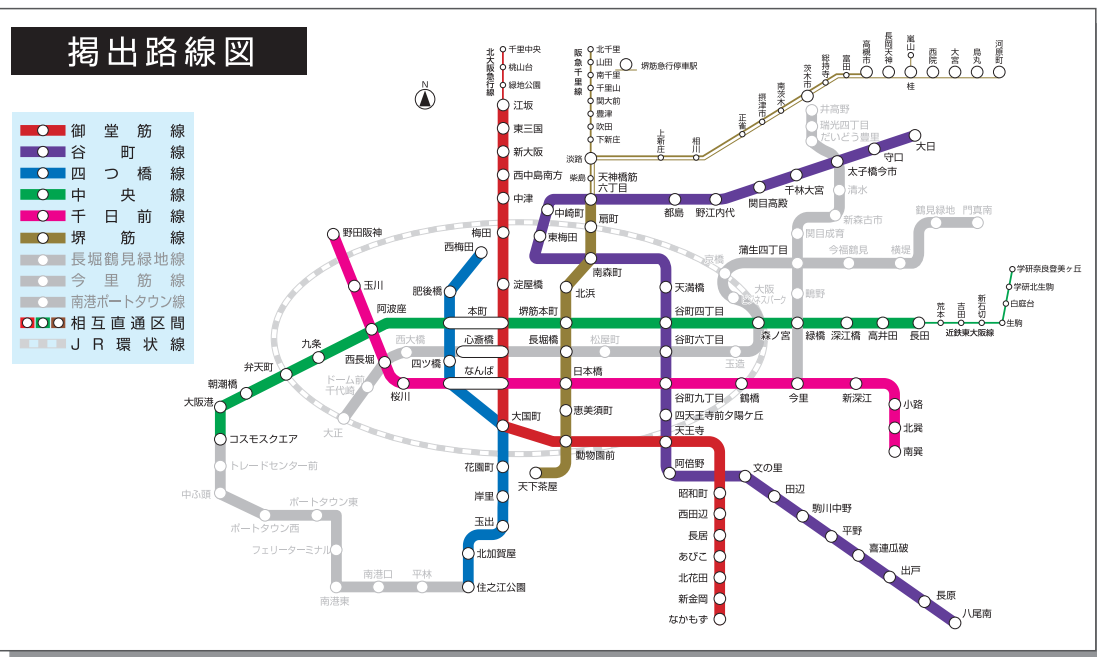 掲出路線図
御堂筋線
谷町線
四つ橋線
中央線
千日前線
堺筋線
長堀鶴見緑地線
今里筋線
南港ポートタウン線
相互直通区間
JR環状線
N
北大阪急行線
千里中央
桃山台
緑地公園
江坂
東三国
新大阪
西中島南方
中津
梅田
淀屋橋
本町
心斎橋
なんば
大国町
阪急千里線
北千里
山田
南千里
千里山
関大前
豊津
吹田
下新庄
淡路
柴島
天神橋筋
六丁目
堺筋急行停車駅
上新庄
相川
正雀
摂津市
南茨木
茨木市
総持寺
富田
高槻市
長岡天神
嵐山
桂
西院
大宮
烏丸
河原町
扇町
南森町
北浜
堺筋本町
長堀橋
日本橋
恵美須町
動物園前
天下茶屋
大日
守口
太子橋今市
千林大宮
関目高殿
野江内代
都島
中崎町
東梅田
天満橋
谷町四丁目
谷町六丁目
谷町九丁目
四天王寺前夕陽ケ丘
天王寺
阿倍野
文の里
田辺
駒川中野
平野
喜連瓜破
出戸
長原
八尾南
昭和町
西田辺
長居
あびこ
北花田
新金岡
なかもず
西梅田
肥後橋
四ツ橋
花園町
岸里
玉出
北加賀屋
住之江公園
野田阪神
玉川
阿波座
西長堀
桜川
鶴橋
今里
新深江
小路
北巽
南巽
九条
弁天町
朝潮橋
大阪港
コスモスクエア
森ノ宮
緑橋
深江橋
高井田
長田
荒本
吉田
新石切
近鉄東大阪線
生駒
白庭台
学研北生駒
学研奈良登美ヶ丘
井高野
瑞光四丁目
だいどう豊里
清水
新森古市
関目成育
蒲生四丁目
鴫野
鶴見緑地
門真南
今福鶴見
横堤
京橋
大阪
ビジネスパーク
玉造
松屋町
西大橋
ドーム前
千代崎
大正
トレードセンター前
中ふ頭
ポートタウン西
ポートタウン東
フェリーターミナル
南港東
南港口
平林